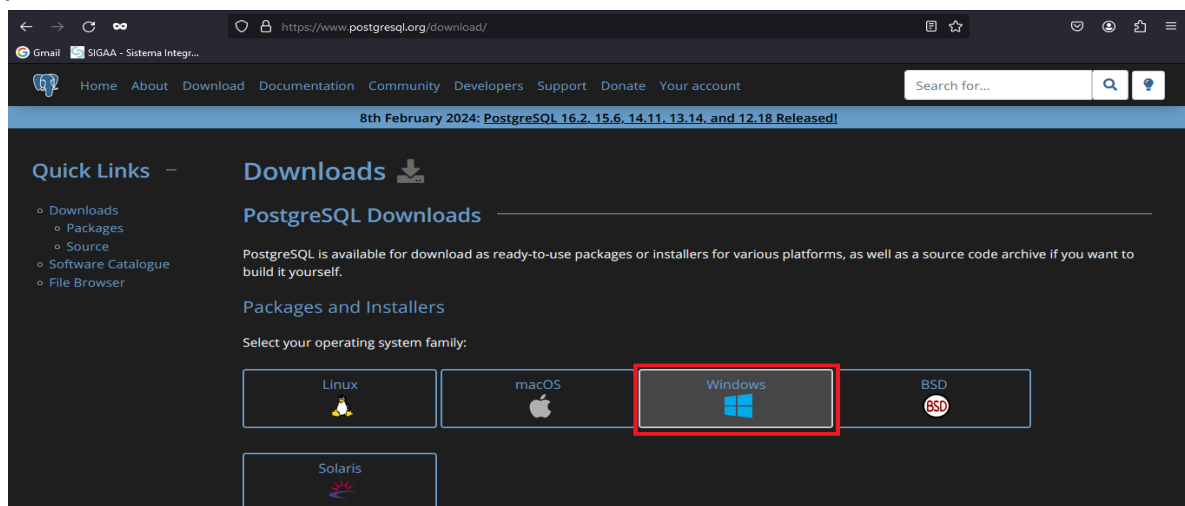 https://www.postgresql.org/download/
Gmail SIGAA - Sistema Integr...
Home About Download Documentation Community Developers Support Donate Your account Search for...
8th February 2024: PostgreSQL 16.2, 15.6, 14.11, 13.14, and 12.18 Released!
Quick Links
Downloads
Packages
Source
Software Catalogue
File Browser
Downloads
PostgreSQL Downloads
PostgreSQL is available for download as ready-to-use packages or installers for various platforms, as well as a source code archive if you want to
build it yourself.
Packages and Installers
Select your operating system family:
Linux macOS Windows BSD
BSD
Solaris